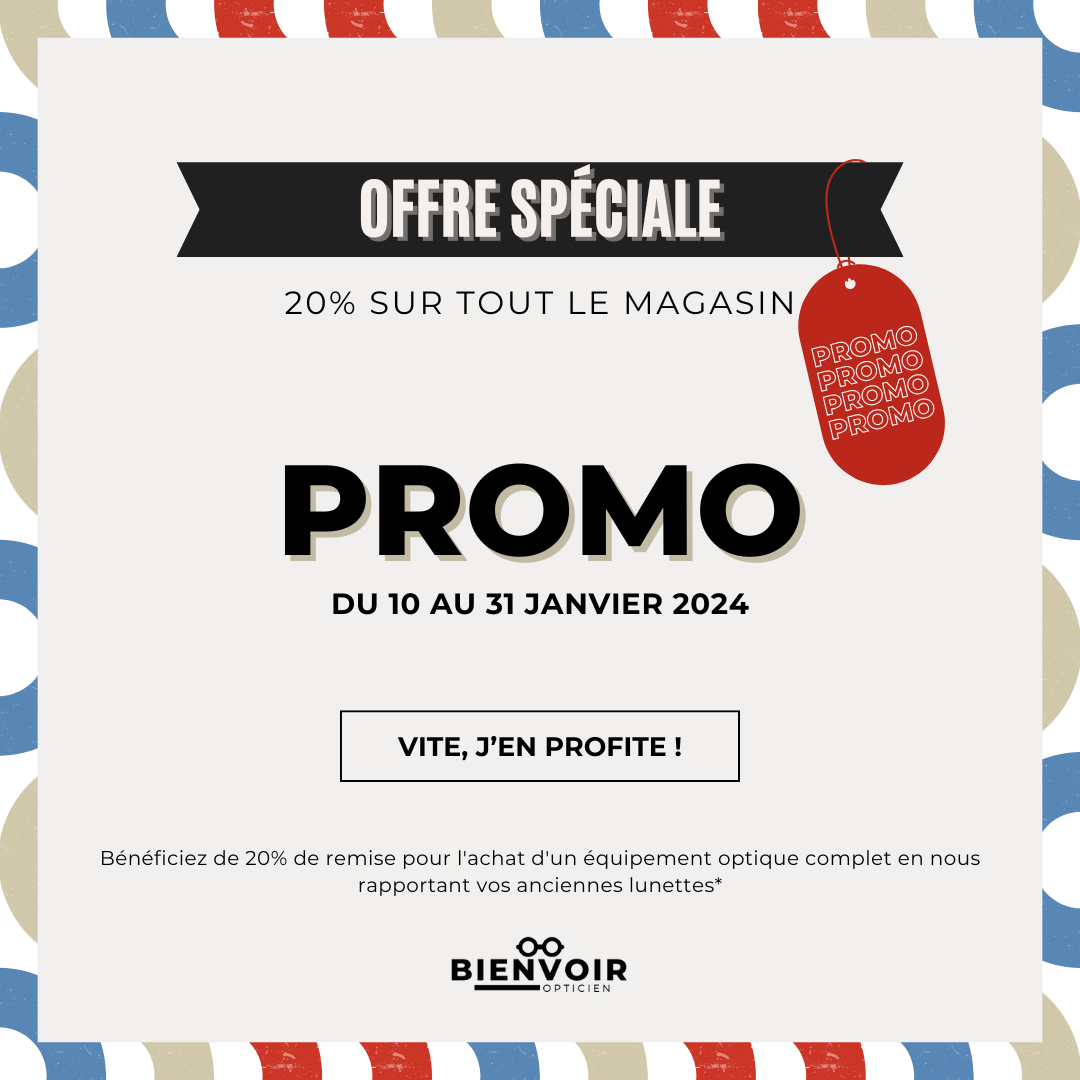 OFFRE SPÉCIALE
20% SUR TOUT LE MAGASIN
PROMO
PROMO
PROMO
PROMO
PROMO
DU 10 AU 31 JANVIER 2024
VITE, J’EN PROFITE !
Bénéficiez de 20% de remise pour l'achat d'un équipement optique complet en nous
rapportant vos anciennes lunettes*
BIENVOIR
OPTICIEN